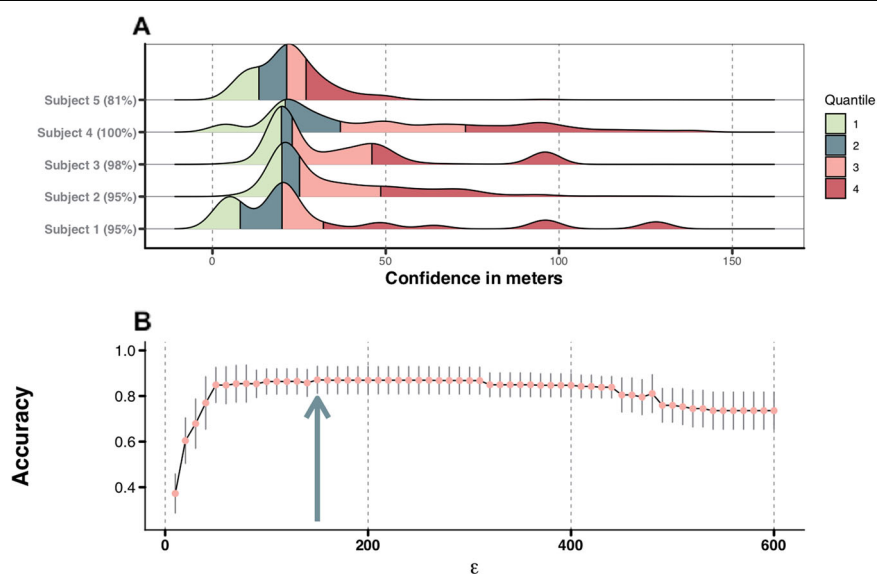 A
Subject 5 (81%)
Subject 4 (100%)
Subject 3 (98%)
Subject 2 (95%)
Subject 1 (95%)
0 50 100 150
Confidence in meters
Quantile
1
2
3
4
B
Accuracy
1.0
0.8
0.6
0.4
0 200 400 600
ε